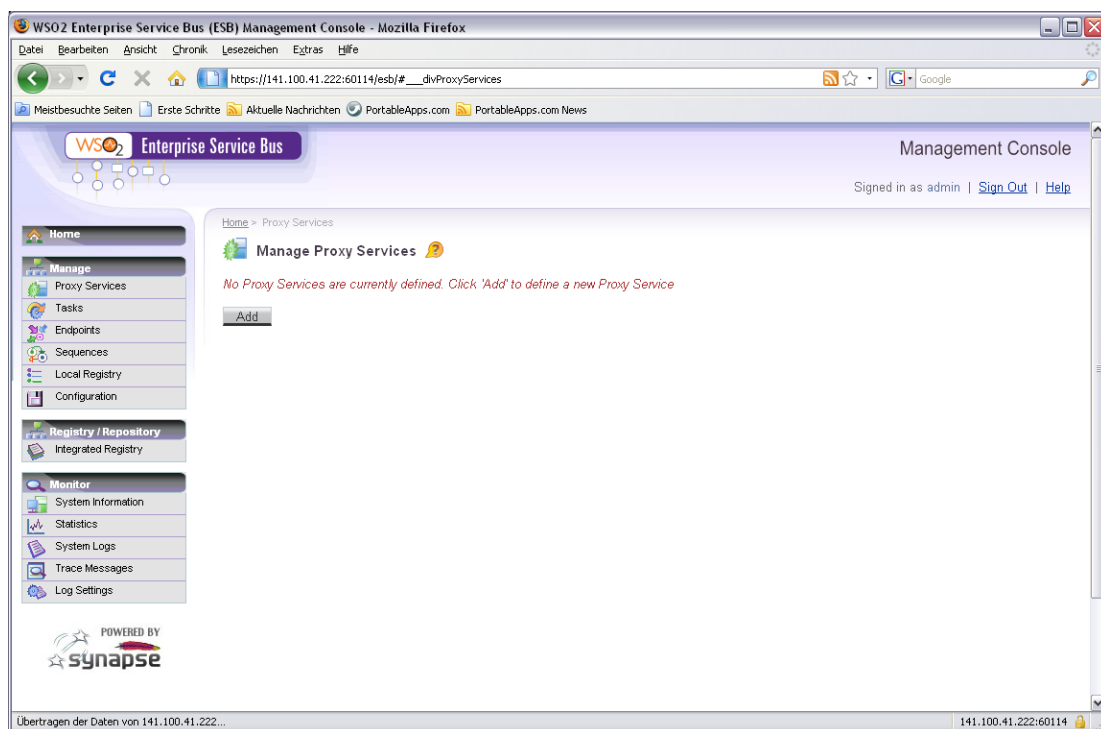 WSO2 Enterprise Service Bus (ESB) Management Console - Mozilla Firefox
Datei Bearbeiten Ansicht Chronik Lesezeichen Extras Hilfe
https://141.100.41.222:60114/esb/#___divProxyServices
G Google
Meistbesuchte Seiten Erste Schritte Aktuelle Nachrichten PortableApps.com PortableApps.com News
WSO2 Enterprise Service Bus
Management Console
Signed in as admin | Sign Out | Help
Home > Proxy Services
Manage Proxy Services
No Proxy Services are currently defined. Click 'Add' to define a new Proxy Service
Add
Home
Manage
Proxy Services
Tasks
Endpoints
Sequences
Local Registry
Configuration
Registry / Repository
Integrated Registry
Monitor
System Information
Statistics
System Logs
Trace Messages
Log Settings
POWERED BY
synapse
Übertragen der Daten von 141.100.41.222...
141.100.41.222:60114